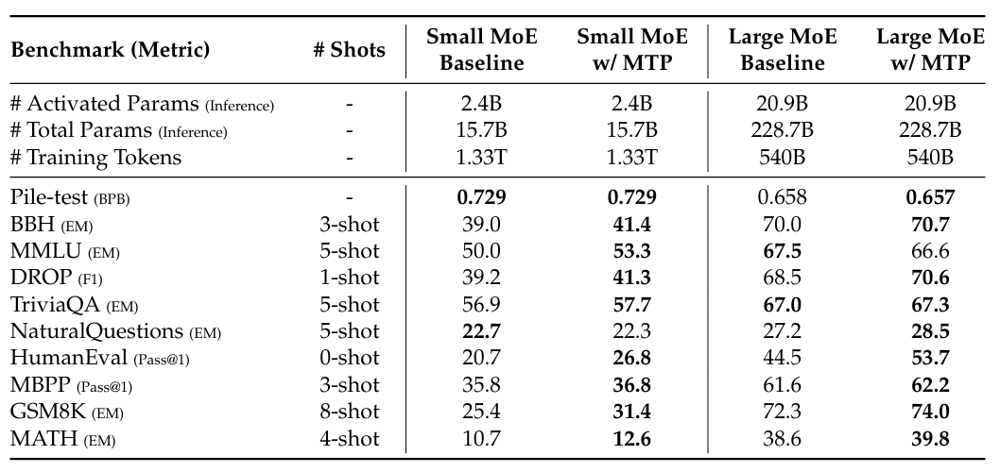 Benchmark (Metric) # Shots Small MoE Baseline Small MoE w/ MTP Large MoE Baseline Large MoE w/ MTP
# Activated Params (Inference) - 2.4B 2.4B 20.9B 20.9B
# Total Params (Inference) - 15.7B 15.7B 228.7B 228.7B
# Training Tokens - 1.33T 1.33T 540B 540B
Pile-test (BPB) - 0.729 0.729 0.658 0.657
BBH (EM) 3-shot 39.0 41.4 70.0 70.7
MMLU (EM) 5-shot 50.0 53.3 67.5 66.6
DROP (F1) 1-shot 39.2 41.3 68.5 70.6
TriviaQA (EM) 5-shot 56.9 57.7 67.0 67.3
NaturalQuestions (EM) 5-shot 22.7 22.3 27.2 28.5
HumanEval (Pass@1) 0-shot 20.7 26.8 44.5 53.7
MBPP (Pass@1) 3-shot 35.8 36.8 61.6 62.2
GSM8K (EM) 8-shot 25.4 31.4 72.3 74.0
MATH (EM) 4-shot 10.7 12.6 38.6 39.8